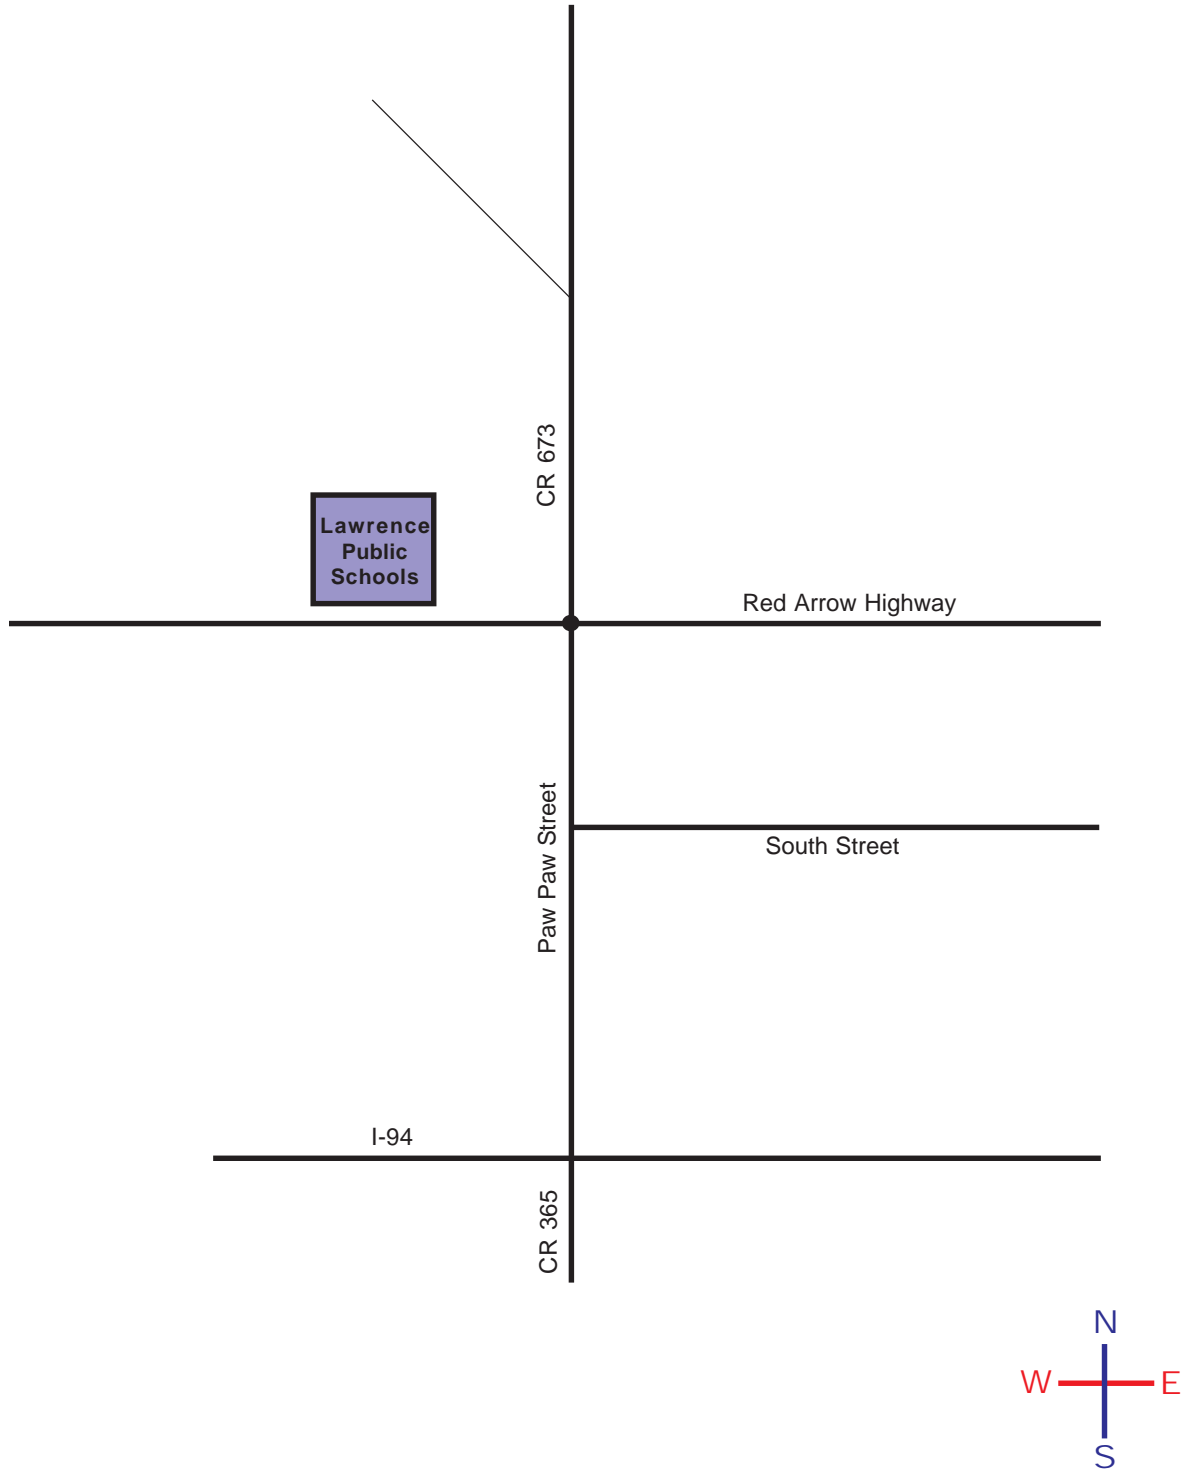 CR 673
Lawrence
Public
Schools
Red Arrow Highway
Paw Paw Street
South Street
I-94
CR 365
N
W
E
S